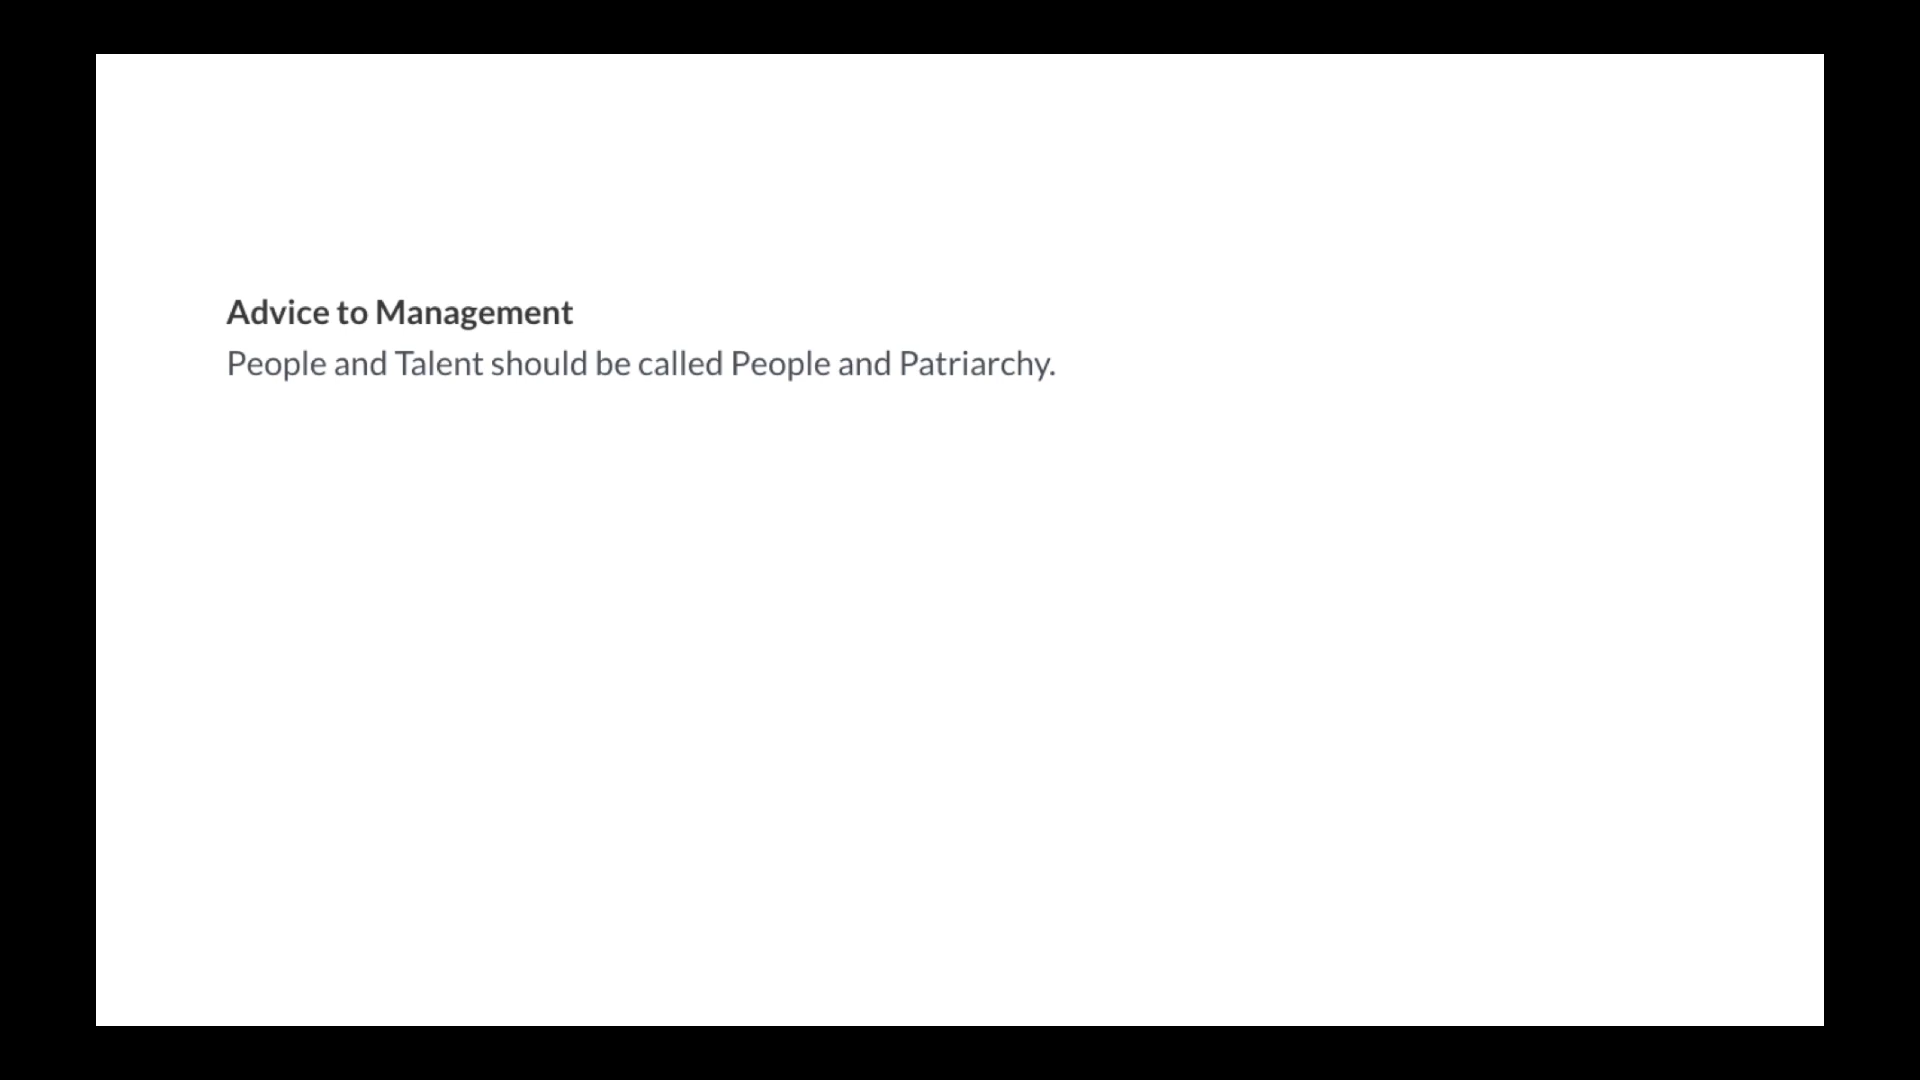 Advice to Management
People and Talent should be called People and Patriarchy.